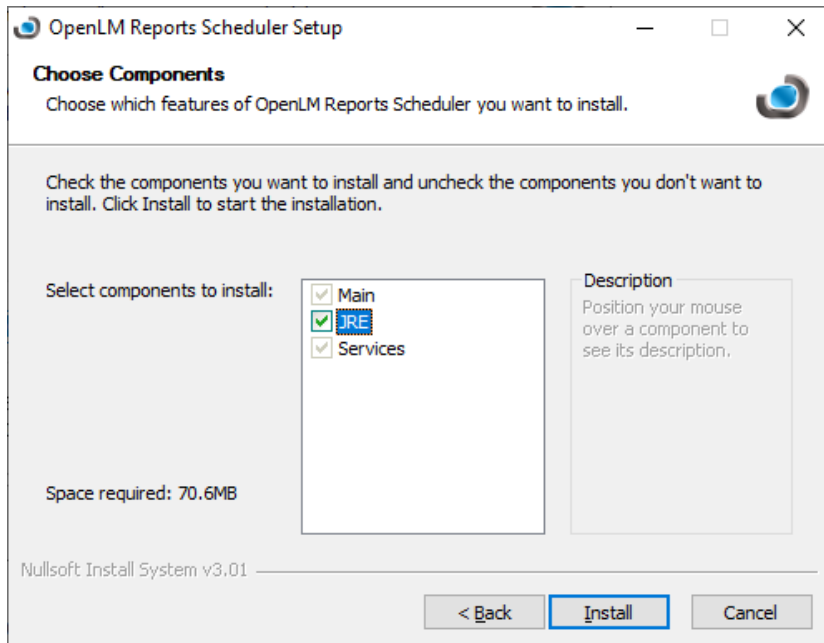 OpenLM Reports Scheduler Setup
Choose Components
Choose which features of OpenLM Reports Scheduler you want to install.
Check the components you want to install and uncheck the components you don't want to
install. Click Install to start the installation.
Select components to install:
Main
JRE
Services
Description
Position your mouse
over a component to
see its description.
Space required: 70.6MB
Nullsoft Install System v3.01
< Back
Install
Cancel